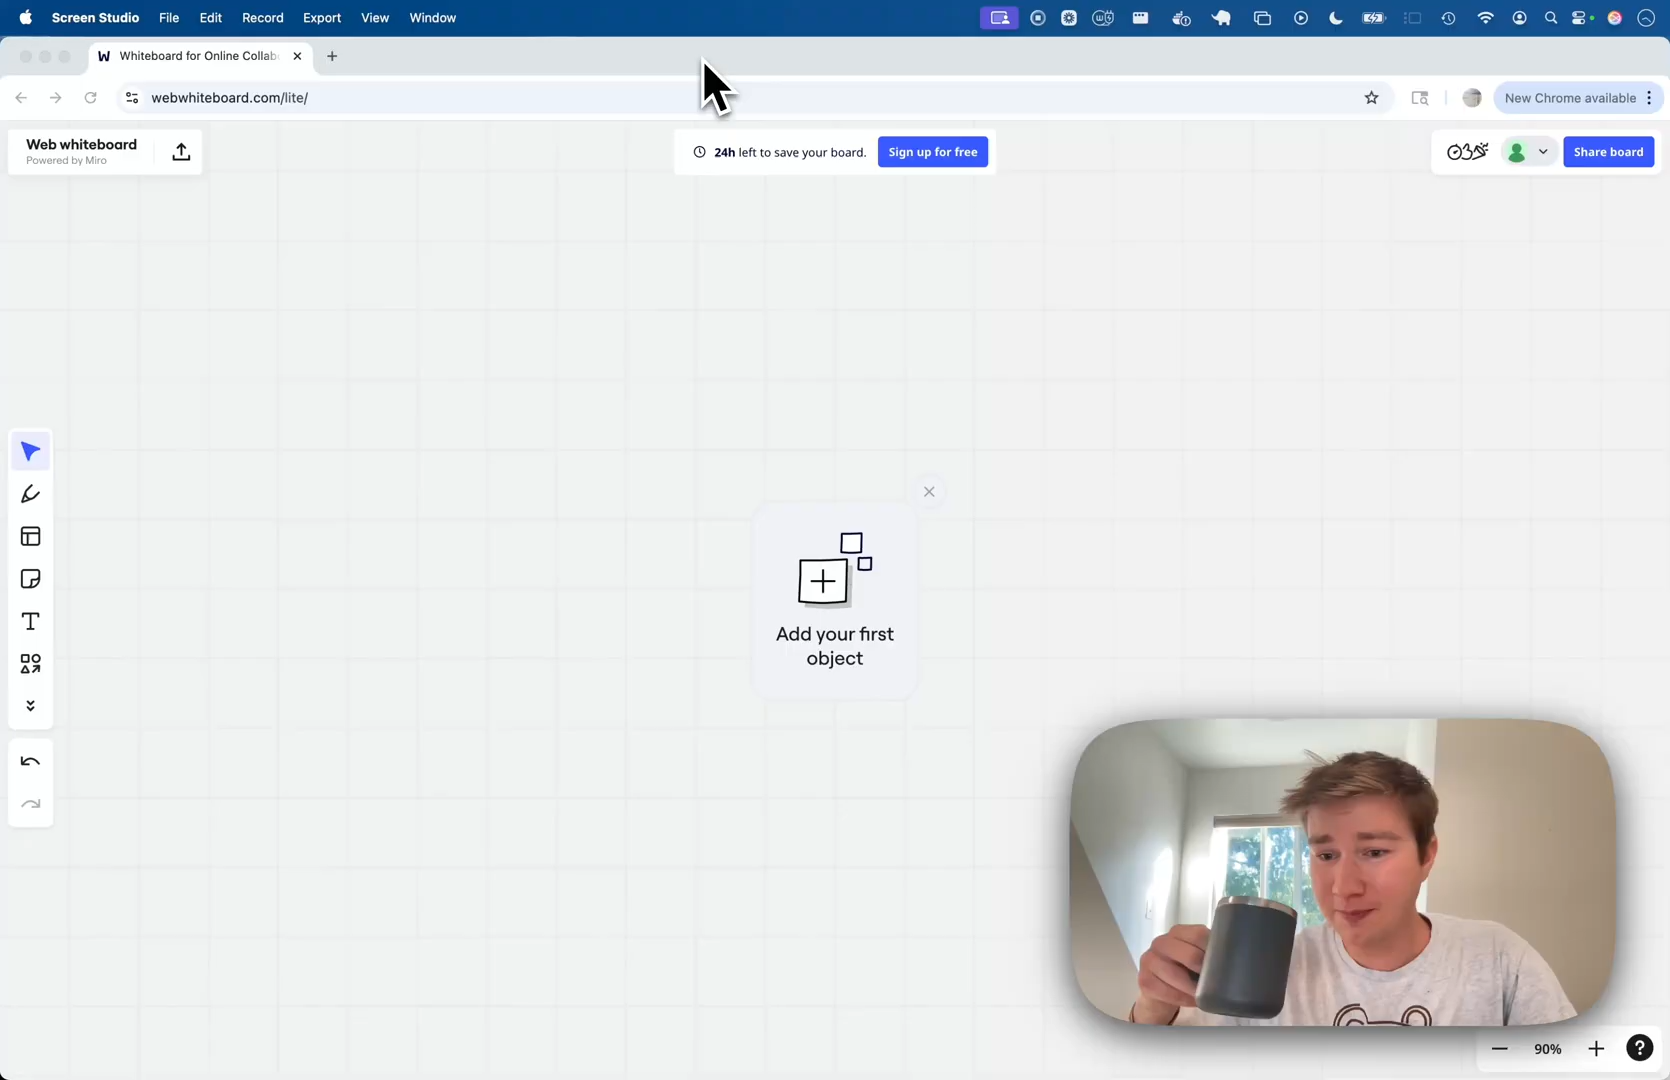 Screen Studio File Edit Record Export View Window
Whiteboard for Online Collab
webwhiteboard.com/lite/
New Chrome available
Web whiteboard
Powered by Miro
24h left to save your board.
Sign up for free
Share board
Add your first
object
90%
?